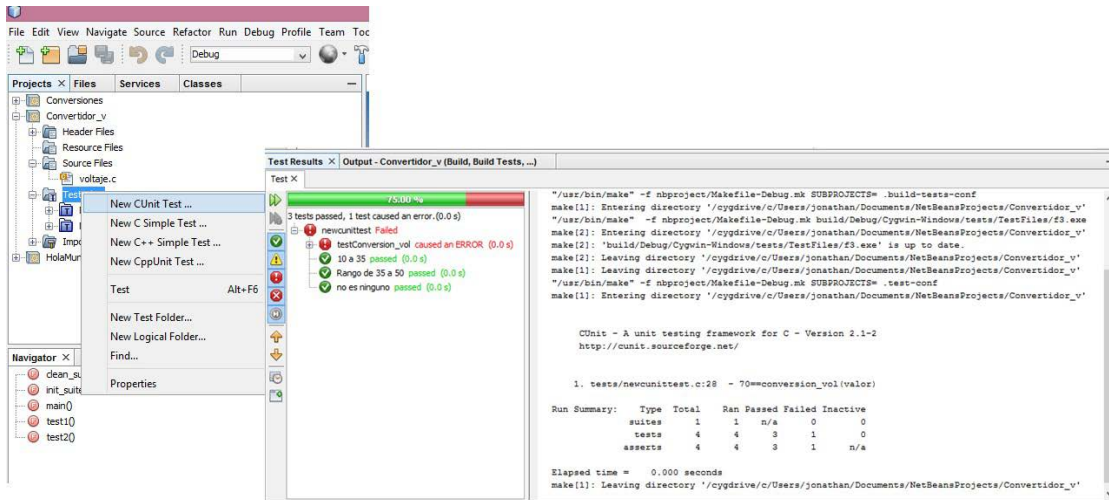 File Edit View Navigate Source Refactor Run Debug Profile Team
Debug
Projects Files Services Classes
Conversiones
Convertidor_v
Header Files
Resource Files
Source Files
voltaje.c
New CUnit Test ...
New C Simple Test ...
New C++ Simple Test ...
New CppUnit Test ...
Test Alt+F6
New Test Folder...
New Logical Folder...
Find...
Properties
Navigator
main()
test1()
test2()
Test Results Output - Convertidor_v (Build, Build Tests, ...)
Test
75.00 %
3 tests passed, 1 test caused an error. (0.0 s)
newcunittest Failed
testConversion_vol caused an ERROR (0.0 s)
10 a 35 passed (0.0 s)
Rango de 35 a 50 passed (0.0 s)
no es ninguno passed (0.0 s)
"/usr/bin/make" -f nbproject/Makefile-Debug.mk SUBPROJECTS= .build-tests-conf
make[1]: Entering directory '/cygdrive/c/Users/jonathan/Documents/NetBeansProjects/Convertidor_v'
"/usr/bin/make" -f nbproject/Makefile-Debug.mk build/Debug/Cygwin-Windows/tests/TestFiles/f3.exe
make[2]: Entering directory '/cygdrive/c/Users/jonathan/Documents/NetBeansProjects/Convertidor_v'
make[2]: 'build/Debug/Cygwin-Windows/tests/TestFiles/f3.exe' is up to date.
make[2]: Leaving directory '/cygdrive/c/Users/jonathan/Documents/NetBeansProjects/Convertidor_v'
make[1]: Leaving directory '/cygdrive/c/Users/jonathan/Documents/NetBeansProjects/Convertidor_v'
"/usr/bin/make" -f nbproject/Makefile-Debug.mk SUBPROJECTS= .test-conf
make[1]: Entering directory '/cygdrive/c/Users/jonathan/Documents/NetBeansProjects/Convertidor_v'
CUnit - A unit testing framework for C - Version 2.1-2
http://cunit.sourceforge.net/
1. tests/newcunittest.c:28 - 70==conversion_vol(valor)
Run Summary: Type Total Ran Passed Failed Inactive
suites 1 1 n/a 0 0
tests 4 4 3 1 0
asserts 4 4 3 1 n/a
Elapsed time = 0.000 seconds
make[1]: Leaving directory '/cygdrive/c/Users/jonathan/Documents/NetBeansProjects/Convertidor_v'